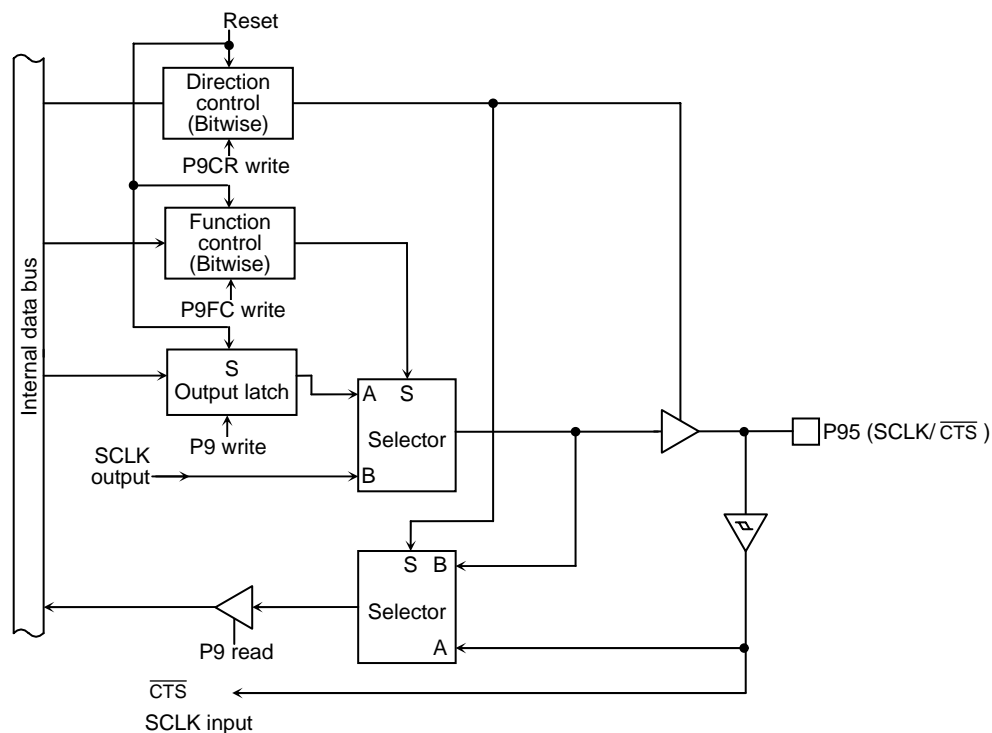 Reset
Direction
control
(Bitwise)
P9CR write
Function
control
(Bitwise)
P9FC write
Internal data bus
S
Output latch
P9 write
SCLK
output
A S
Selector
B
P95 (SCLK/ CTS )
S B
Selector
A
P9 read
CTS
SCLK input